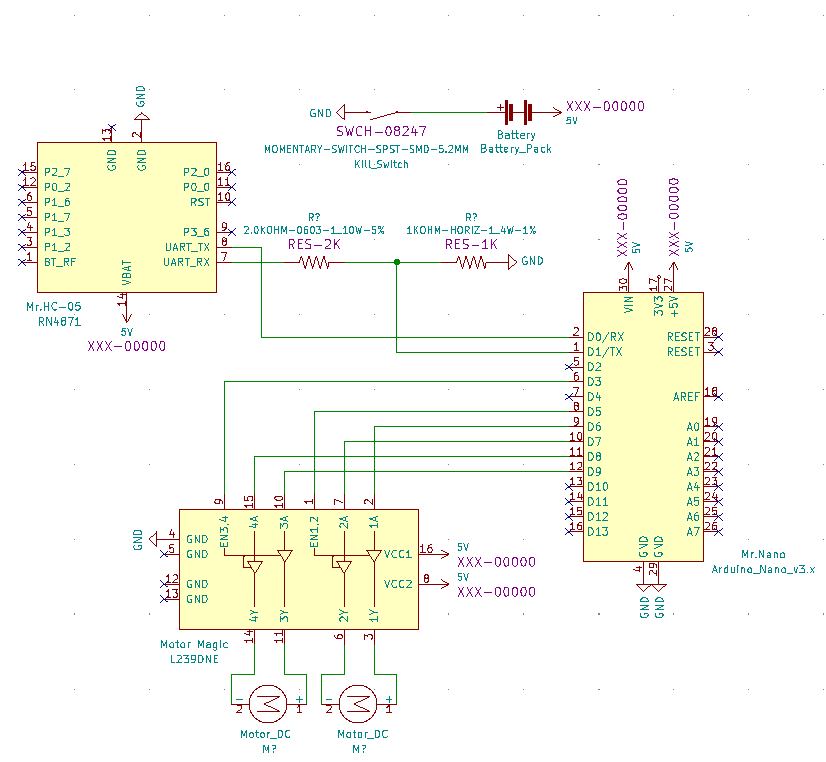 GND
XXX-00000
5V
SWCH-08247
MOMENTARY-SWITCH-SPST-SMD-5.2MM
Kill_Switch
+
Battery
Battery_Pack
GND
13
2
GND
GND
15
P2_7
P2_0
16
12
P0_2
P0_0
11
6
P1_6
RST
10
5
P1_7
4
P1_3
P3_6
9
3
P1_2
UART_TX
8
1
BT_RF
UART_RX
7
VBAT
14
Mr.HC-05
RN4871
5V
XXX-00000
R?
2.0KOHM-0603-1_10W-5%
RES-2K
R?
1KOHM-HORIZ-1_4W-1%
RES-1K
GND
XXX-00000
5V
XXX-00000
5V
30
17
27
VIN
3V3
+5V
2
D0/RX
RESET
28
1
D1/TX
RESET
3
5
D2
6
D3
7
D4
AREF
18
8
D5
9
D6
A0
19
10
D7
A1
20
11
D8
A2
21
12
D9
A3
22
13
D10
A4
23
14
D11
A5
24
15
D12
A6
25
16
D13
A7
26
GND
GND
4
29
GND
GND
Mr.Nano
Arduino_Nano_v3.x
9
15
10
1
7
2
EN3,4
4A
3A
EN1,2
2A
1A
GND
4
GND
5
GND
12
GND
13
GND
VCC1
16
5V
XXX-00000
VCC2
8
5V
XXX-00000
4Y
3Y
2Y
1Y
14
11
6
3
Motor Magic
L239DNE
-
2
M
+
1
-
2
M
+
1
Motor_DC
M?
Motor_DC
M?